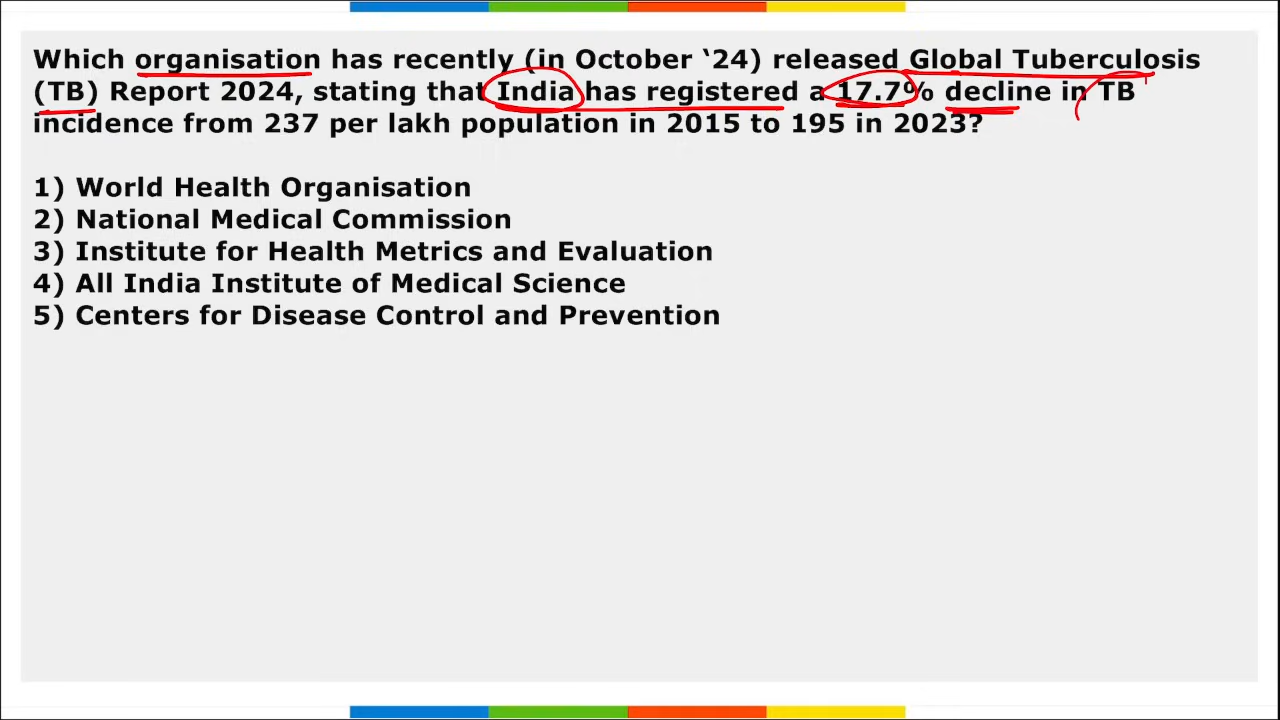 Which organisation has recently (in October ‘24) released Global Tuberculosis
(TB) Report 2024, stating that India has registered a 17.7% decline in TB
incidence from 237 per lakh population in 2015 to 195 in 2023?
1) World Health Organisation
2) National Medical Commission
3) Institute for Health Metrics and Evaluation
4) All India Institute of Medical Science
5) Centers for Disease Control and Prevention